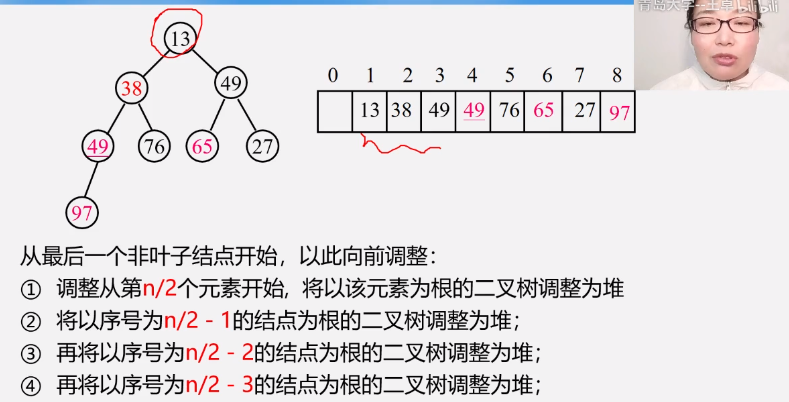 青岛大学--王卓 bilibili
13
38
49
49
76
65
27
97
0 1 2 3 4 5 6 7 8
13 38 49 49 76 65 27 97
从最后一个非叶子结点开始，以此向前调整：
① 调整从第n/2个元素开始, 将以该元素为根的二叉树调整为堆
② 将以序号为n/2 - 1的结点为根的二叉树调整为堆；
③ 再将以序号为n/2 - 2的结点为根的二叉树调整为堆；
④ 再将以序号为n/2 - 3的结点为根的二叉树调整为堆；